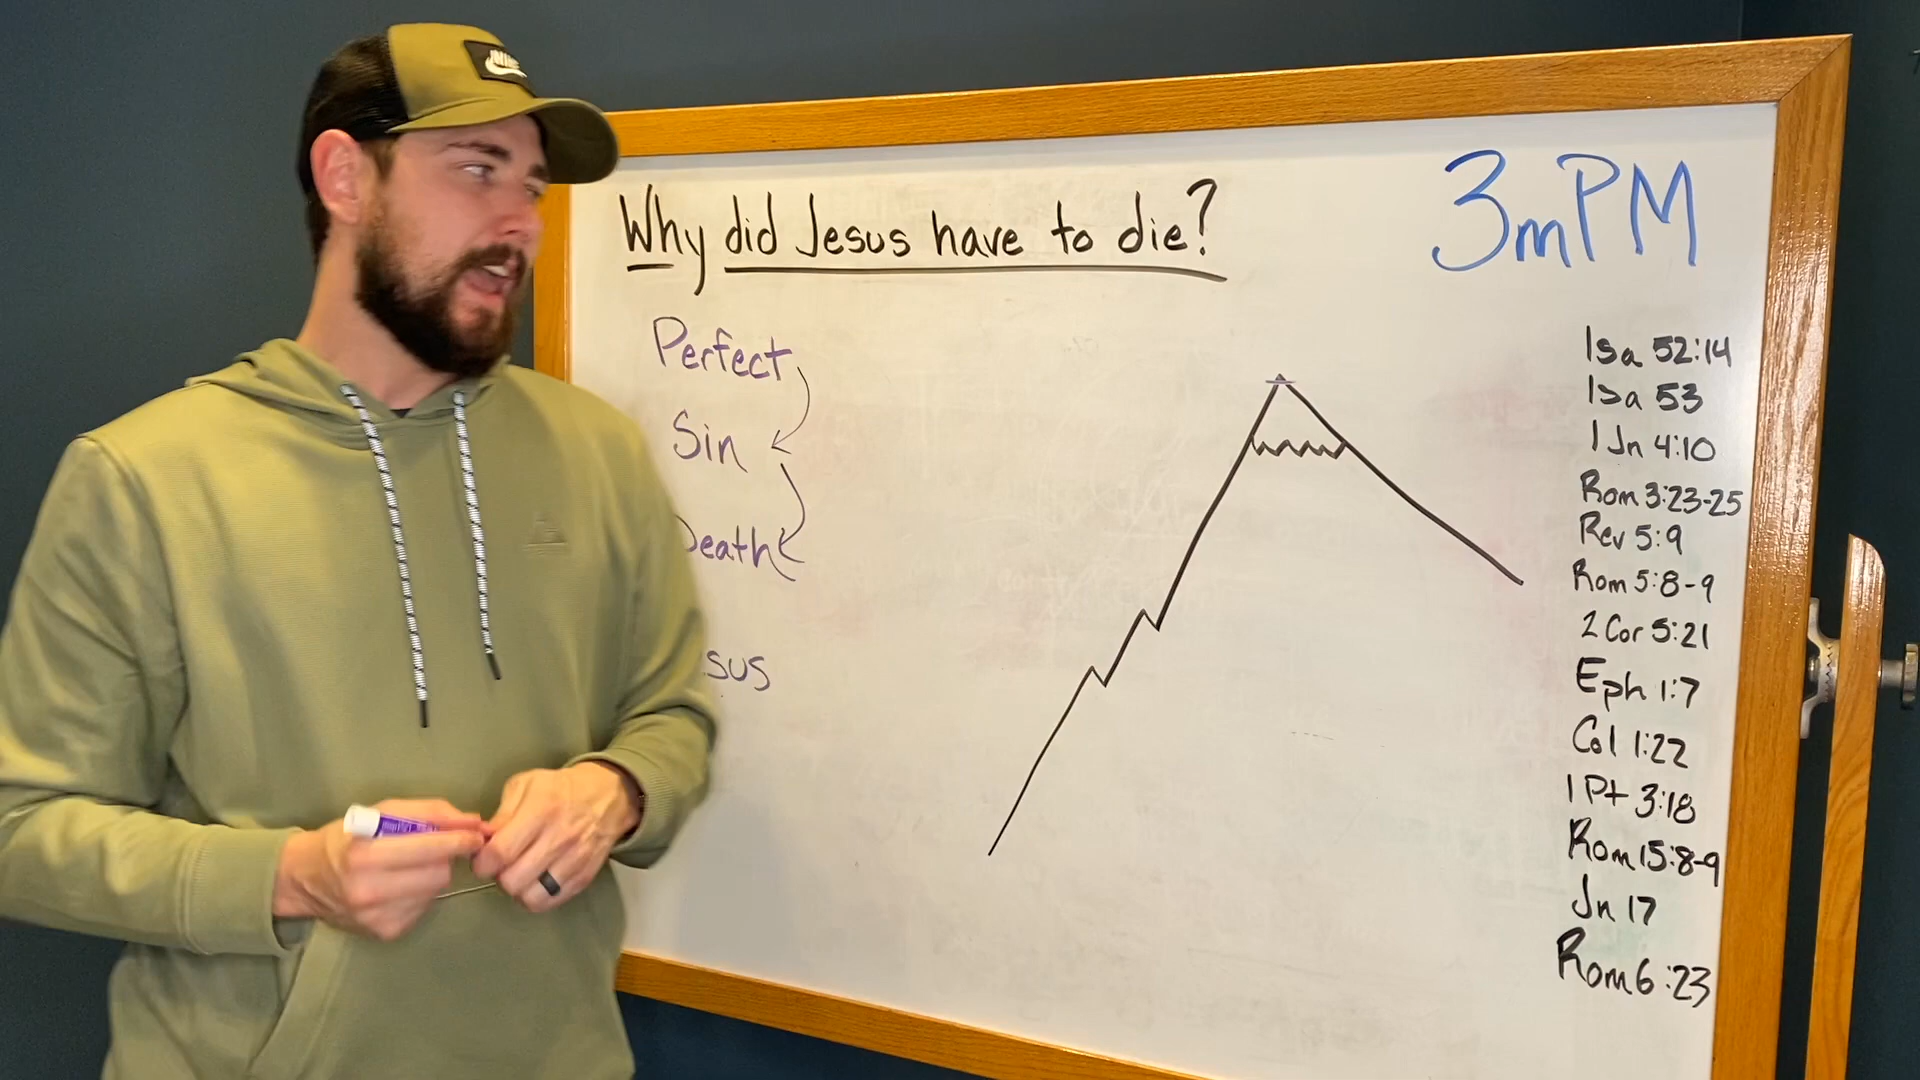 NIKE
Why did Jesus have to die?
3mPM
Perfect
Sin
Death
sus
Isa 52:14
Isa 53
1 Jn 4:10
Rom 3:23-25
Rev 5:9
Rom 5:8-9
2 Cor 5:21
Eph 1:7
Col 1:22
1 Pt 3:18
Rom 15:8-9
Jn 17
Rom 6:23